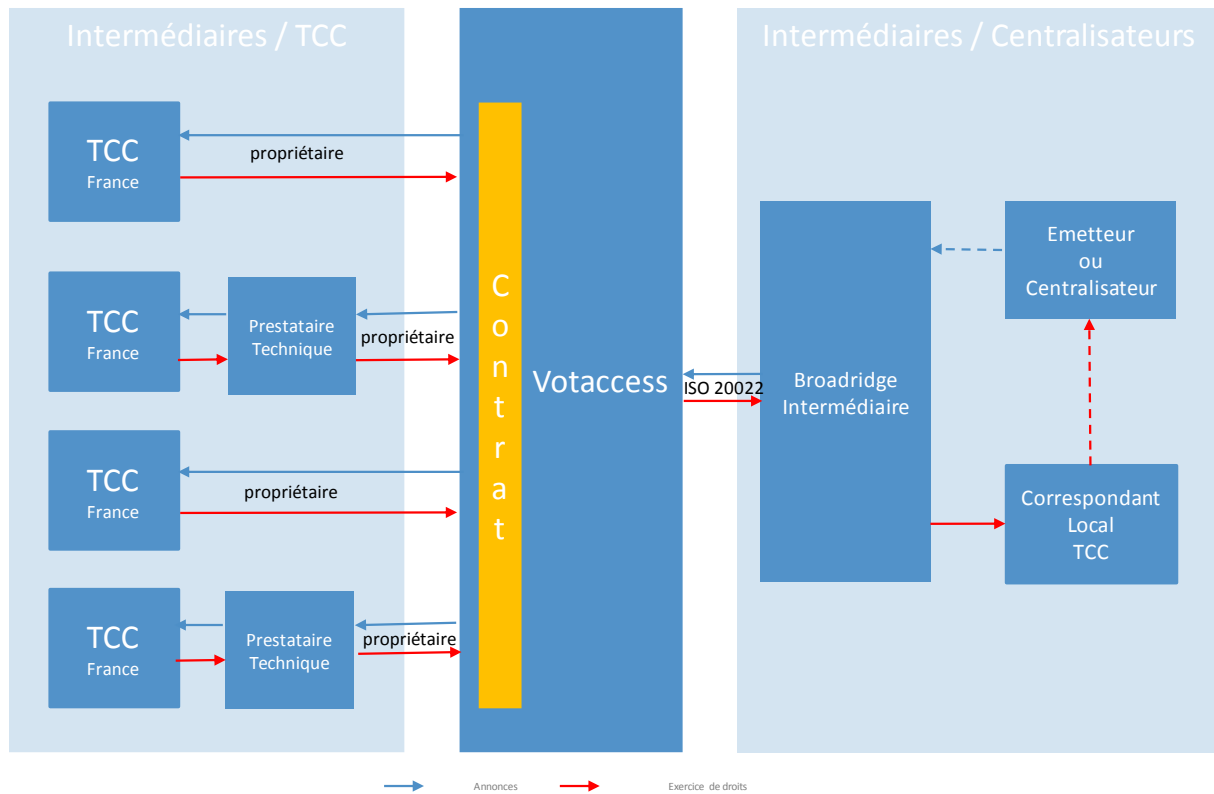 Intermédiaires / TCC
Intermédiaires / Centralisateurs
TCC
France
propriétaire
TCC
France
Prestataire
Technique
propriétaire
TCC
France
propriétaire
TCC
France
Prestataire
Technique
propriétaire
C
o
n
t
r
a
t
Votaccess
ISO 20022
Broadridge
Intermédiaire
Emetteur
ou
Centralisateur
Correspondant
Local
TCC
Annonces
Exercice de droits